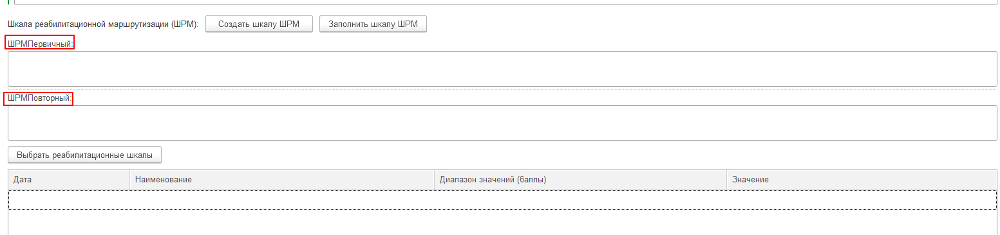 Шкала реабилитационной маршрутизации (ШРМ): Создать шкалу ШРМ Заполнить шкалу ШРМ
ШРМПервичный:
ШРМПовторный:
Выбрать реабилитационные шкалы
Дата Наименование Диапазон значений (баллы) Значение